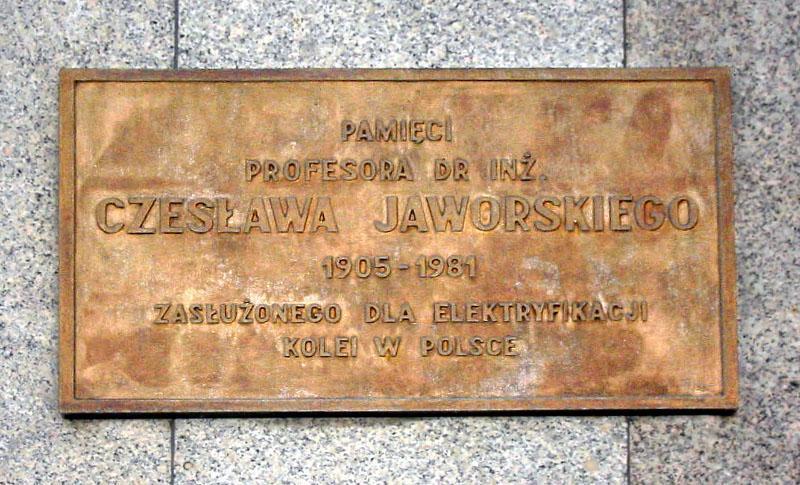 PAMIĘCI
PROFESORA DR INŻ.
CZESŁAWA JAWORSKIEGO
1905-1981
ZASŁUŻONEGO DLA ELEKTRYFIKACJI
KOLEI W POLSCE